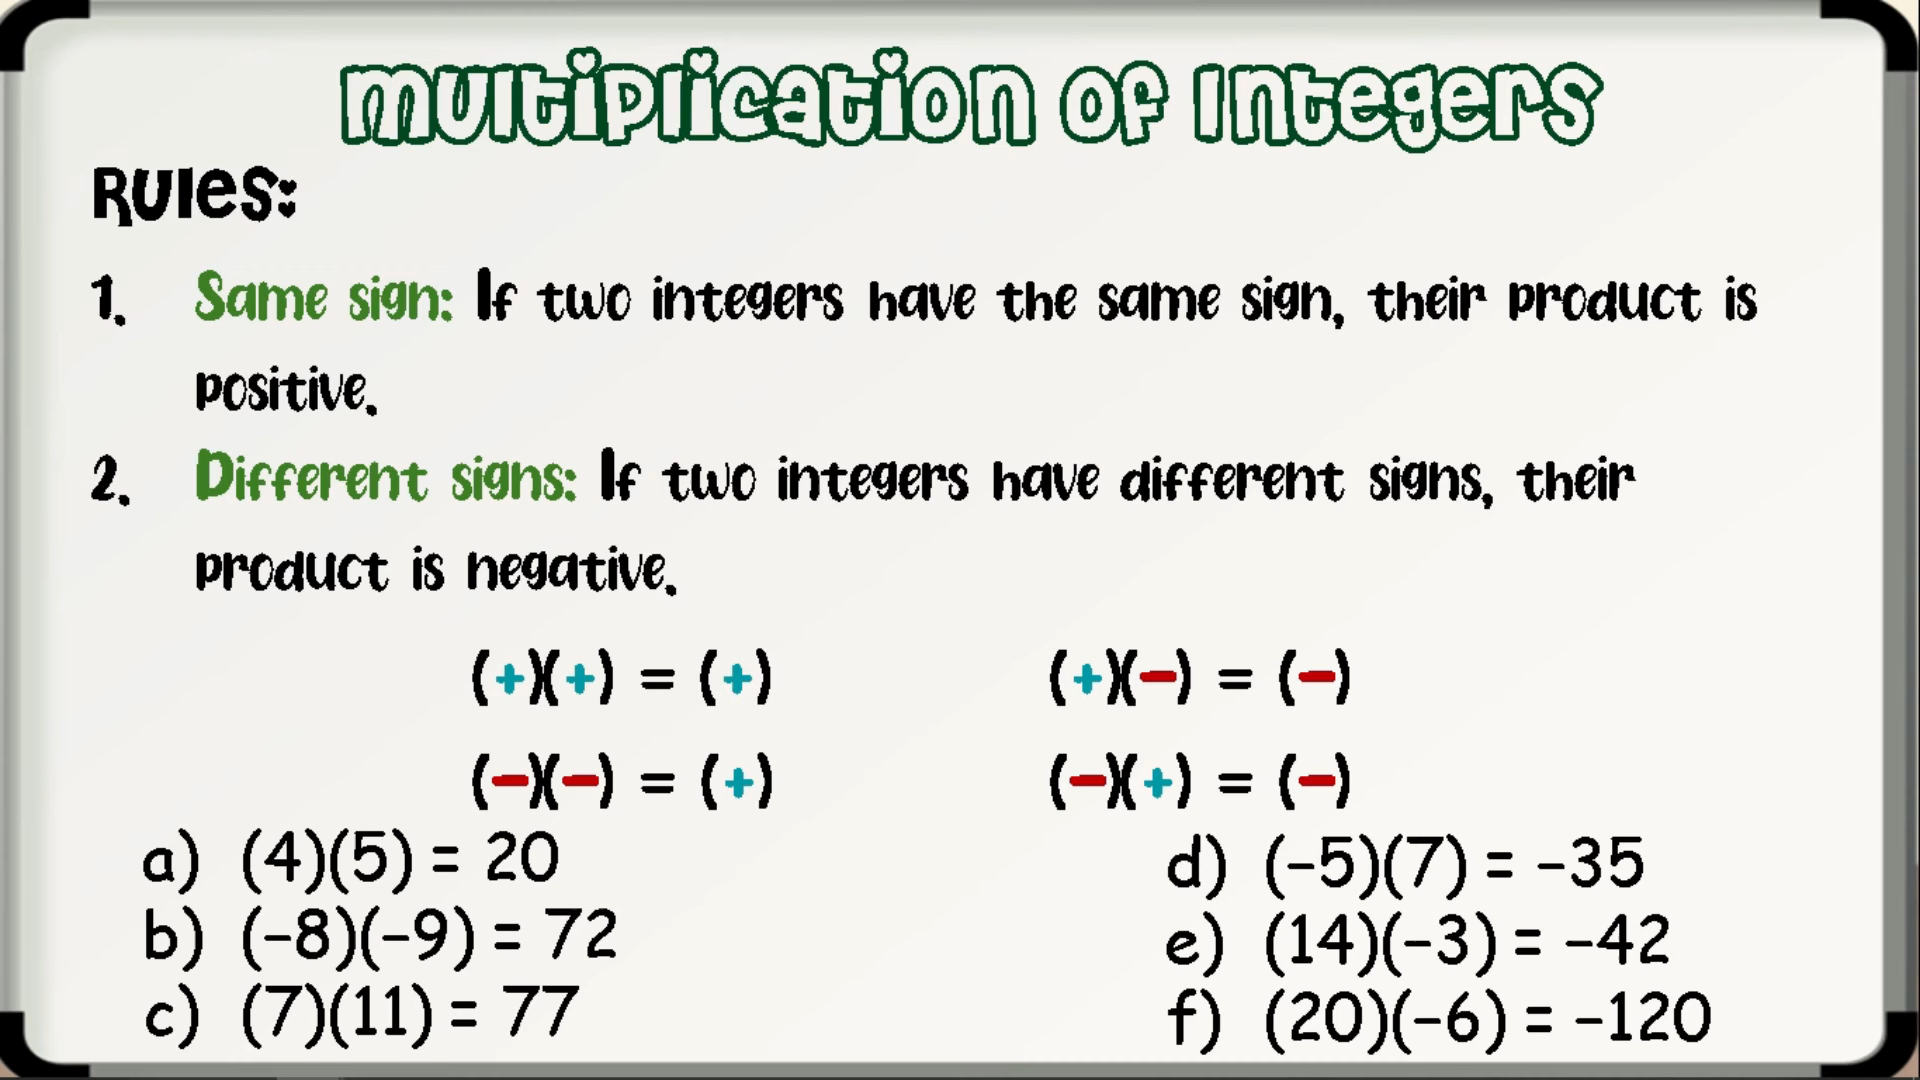 Multiplication of Integers
Rules:
1. Same sign: If two integers have the same sign, their product is
positive.
2. Different signs: If two integers have different signs, their
product is negative.
(+)(+) = (+)
(+)(−) = (−)
(−)(−) = (+)
(−)(+) = (−)
a) (4)(5) = 20
b) (−8)(−9) = 72
c) (7)(11) = 77
d) (−5)(7) = −35
e) (14)(−3) = −42
f) (20)(−6) = −120